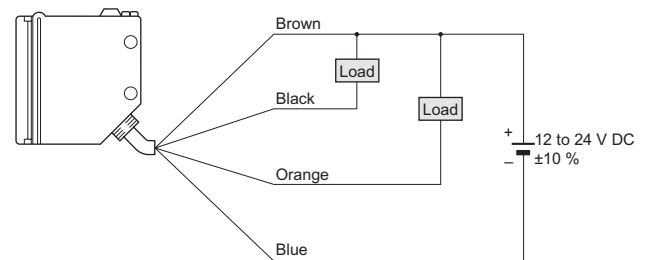 Brown
Load
Black
Load
+
12 to 24 V DC
–
±10 %
Orange
Blue